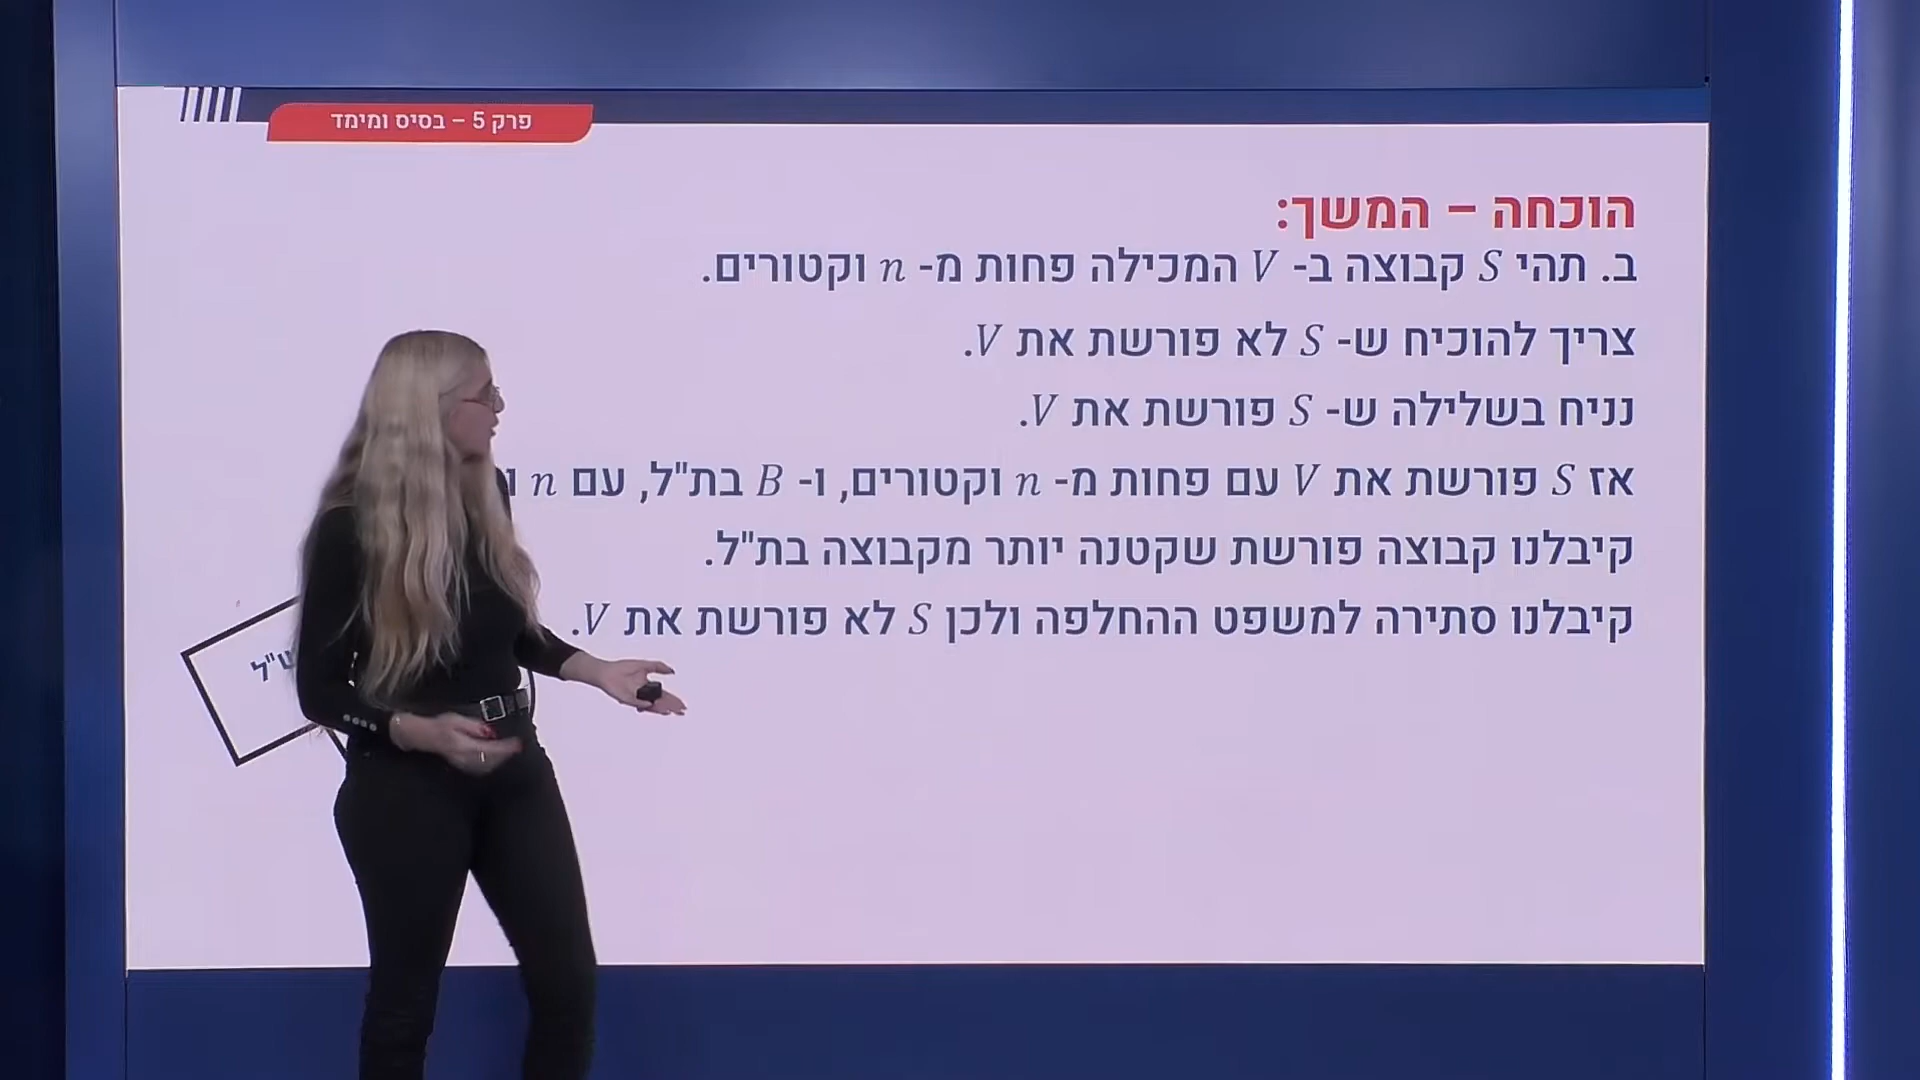 פרק 5 – בסיס ומימד
הוכחה – המשך:
ב. תהי S קבוצה ב- V המכילה פחות מ- n וקטורים.
צריך להוכיח ש- S לא פורשת את V.
נניח בשלילה ש- S פורשת את V.
אז S פורשת את V עם פחות מ- n וקטורים, ו- B בת"ל, עם n
קיבלנו קבוצה פורשת שקטנה יותר מקבוצה בת"ל.
קיבלנו סתירה למשפט ההחלפה ולכן S לא פורשת את V.